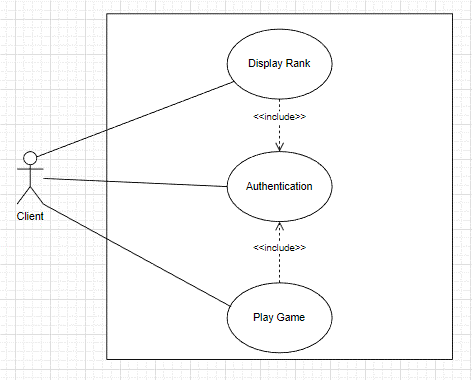 Display Rank
<<include>>
Authentication
Client
<<include>>
Play Game